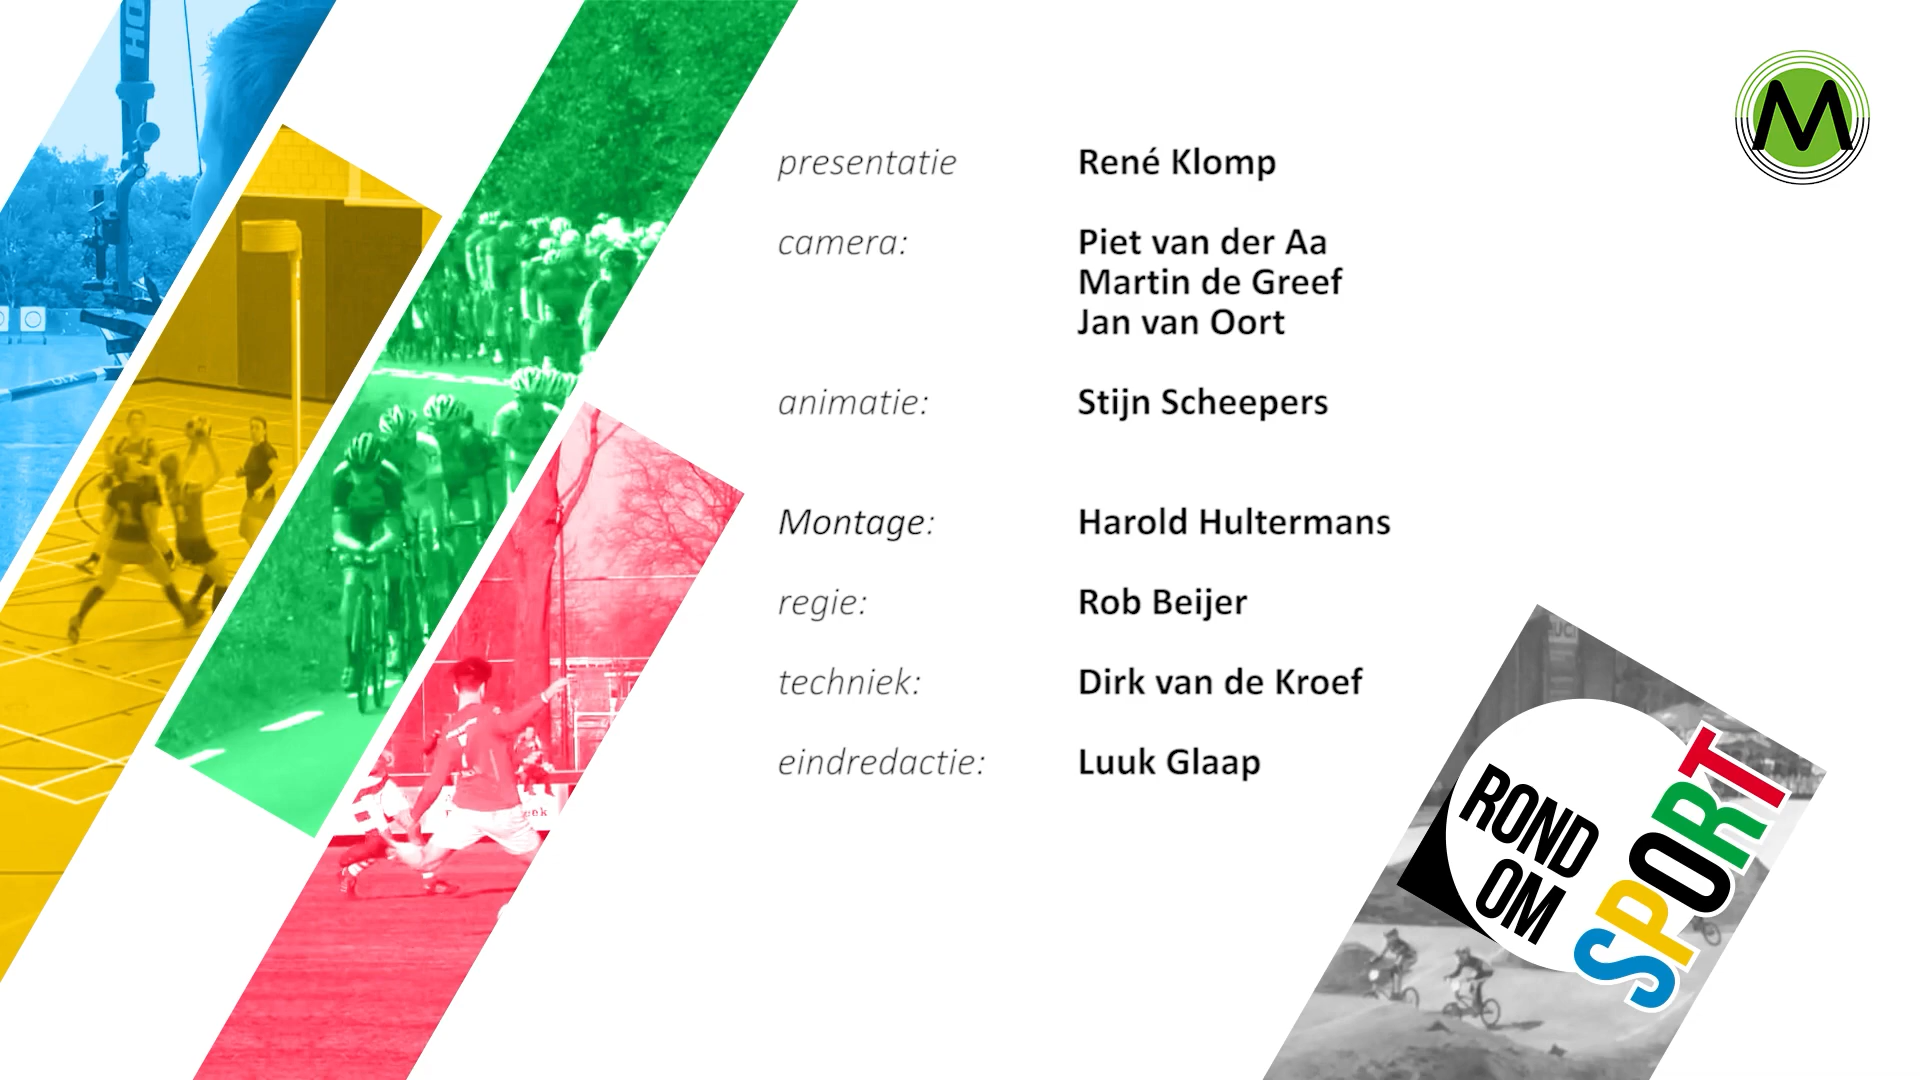 HO
M
presentatie René Klomp
camera: Piet van der Aa
Martin de Greef
Jan van Oort
animatie: Stijn Scheepers
Montage: Harold Hultermans
regie: Rob Beijer
techniek: Dirk van de Kroef
eindredactie: Luuk Glaap
ROND
OM
SPORT